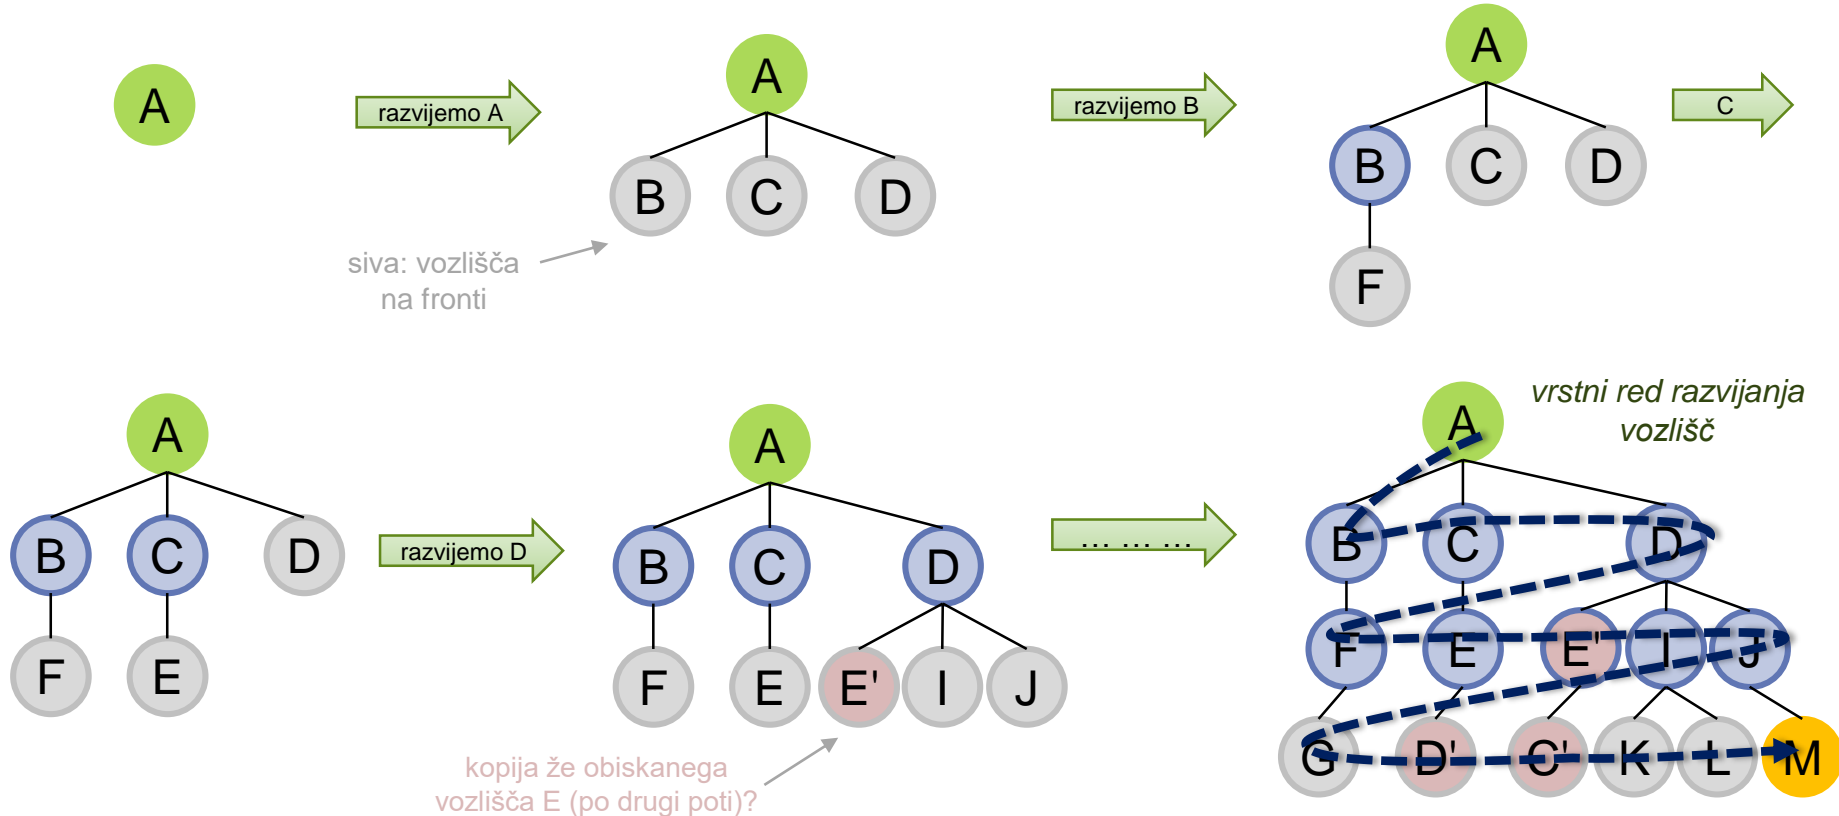 A
razvijemo A
A
B C D
siva: vozlišča
na fronti
razvijemo B
A
B C D
F
C
A
B C D
F E
razvijemo D
A
B C D
F E E' I J
kopija že obiskanega
vozlišča E (po drugi poti)?
... ... ...
vrstni red razvijanja
vozlišč
A
B C D
F E E' I J
G D' C' K L M